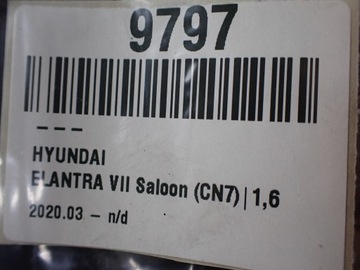 9797
---
HYUNDAI
ELANTRA VII Saloon (CN7)|1,6
2020.03 - n/d